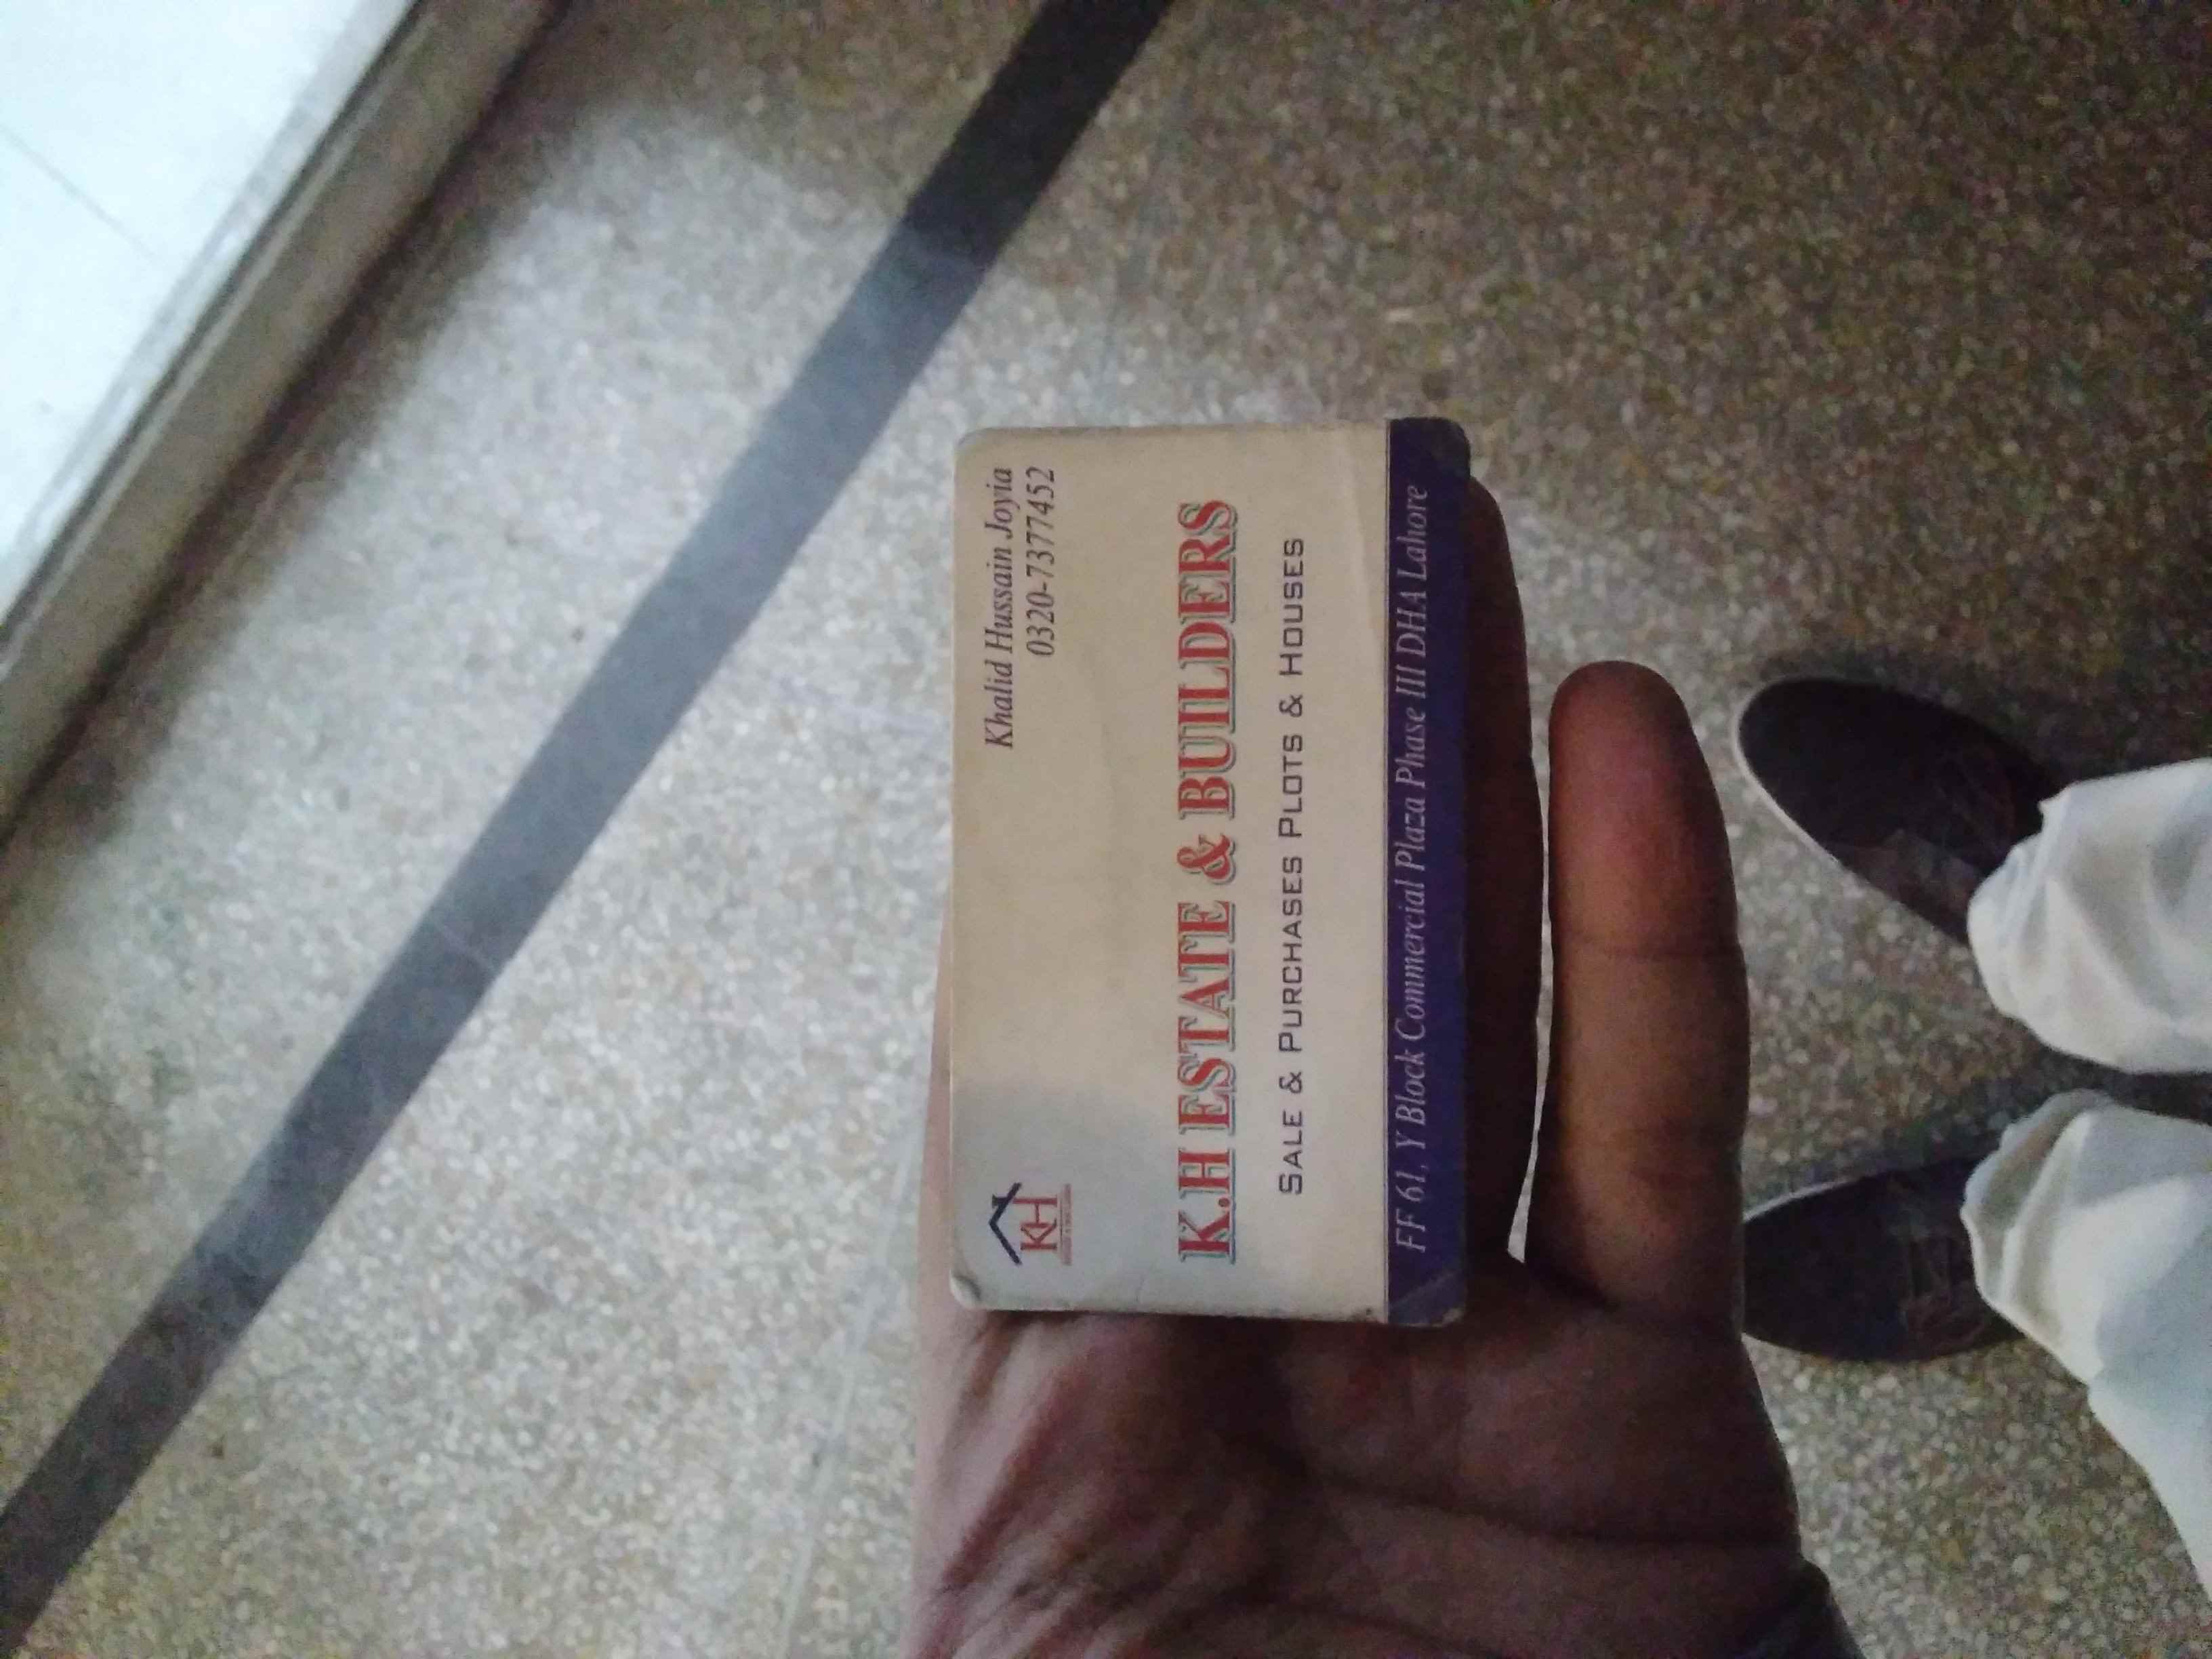 KH
Khalid Hussain Joyia
0320-7377452
K.H ESTATE & BUILDERS
SALE & PURCHASES PLOTS & HOUSES
FF 61, Y Block Commercial Plaza Phase III DHA Lahore